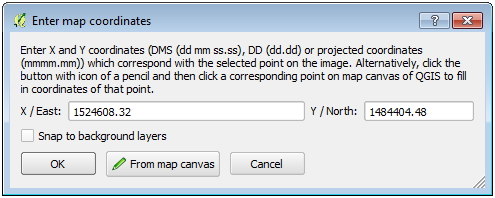 Enter map coordinates
Enter X and Y coordinates (DMS (dd mm ss.ss), DD (dd.dd) or projected coordinates
(mmmm.mm)) which correspond with the selected point on the image. Alternatively, click the
button with icon of a pencil and then click a corresponding point on map canvas of QGIS to fill
in coordinates of that point.
X / East: 1524608.32 Y / North: 1484404.48
Snap to background layers
OK From map canvas Cancel